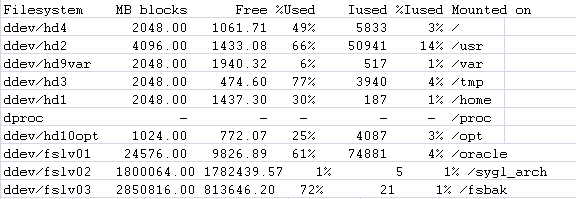 Filesystem MB blocks Free %Used Iused %Iused Mounted on
ddev/hd4 2048.00 1061.71 49% 5833 3% /
ddev/hd2 4096.00 1433.08 66% 50941 14% /usr
ddev/hd9var 2048.00 1940.32 6% 517 1% /var
ddev/hd3 2048.00 474.60 77% 3940 4% /tmp
ddev/hd1 2048.00 1437.30 30% 187 1% /home
dproc - - - - - /proc
ddev/hd10opt 1024.00 772.07 25% 4087 3% /opt
ddev/fslv01 24576.00 9826.89 61% 74881 4% /oracle
ddev/fslv02 1800064.00 1782439.57 1% 5 1% /sygl_arch
ddev/fslv03 2850816.00 813646.20 72% 21 1% /fsbak